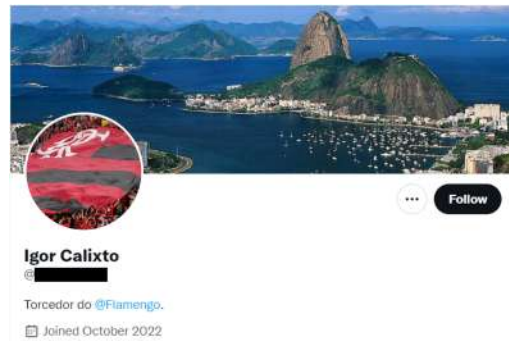 Follow
Igor Calixto
@
Torcedor do @Flamengo.
Joined October 2022